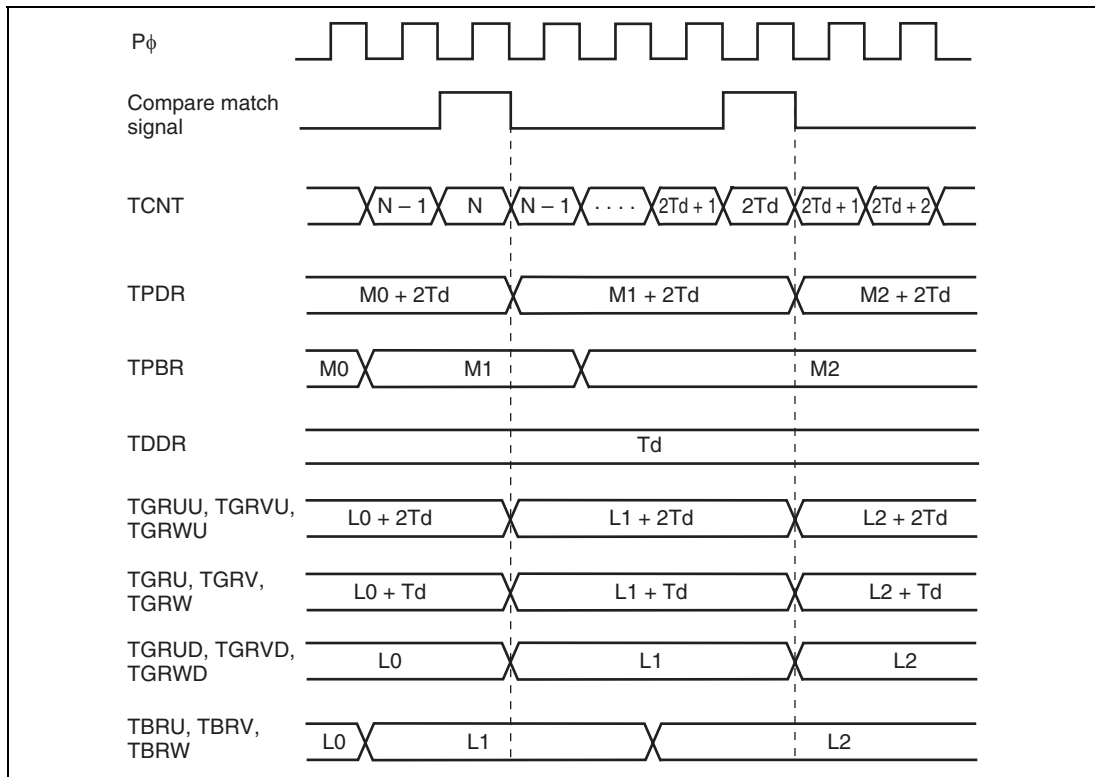 Pφ
Compare match
signal
TCNT
N – 1 N N – 1 · · · · 2Td + 1 2Td 2Td + 1 2Td + 2
TPDR
M0 + 2Td M1 + 2Td M2 + 2Td
TPBR
M0 M1 M2
TDDR
Td
TGRUU, TGRVU,
TGRWU
L0 + 2Td L1 + 2Td L2 + 2Td
TGRU, TGRV,
TGRW
L0 + Td L1 + Td L2 + Td
TGRUD, TGRVD,
TGRWD
L0 L1 L2
TBRU, TBRV,
TBRW
L0 L1 L2